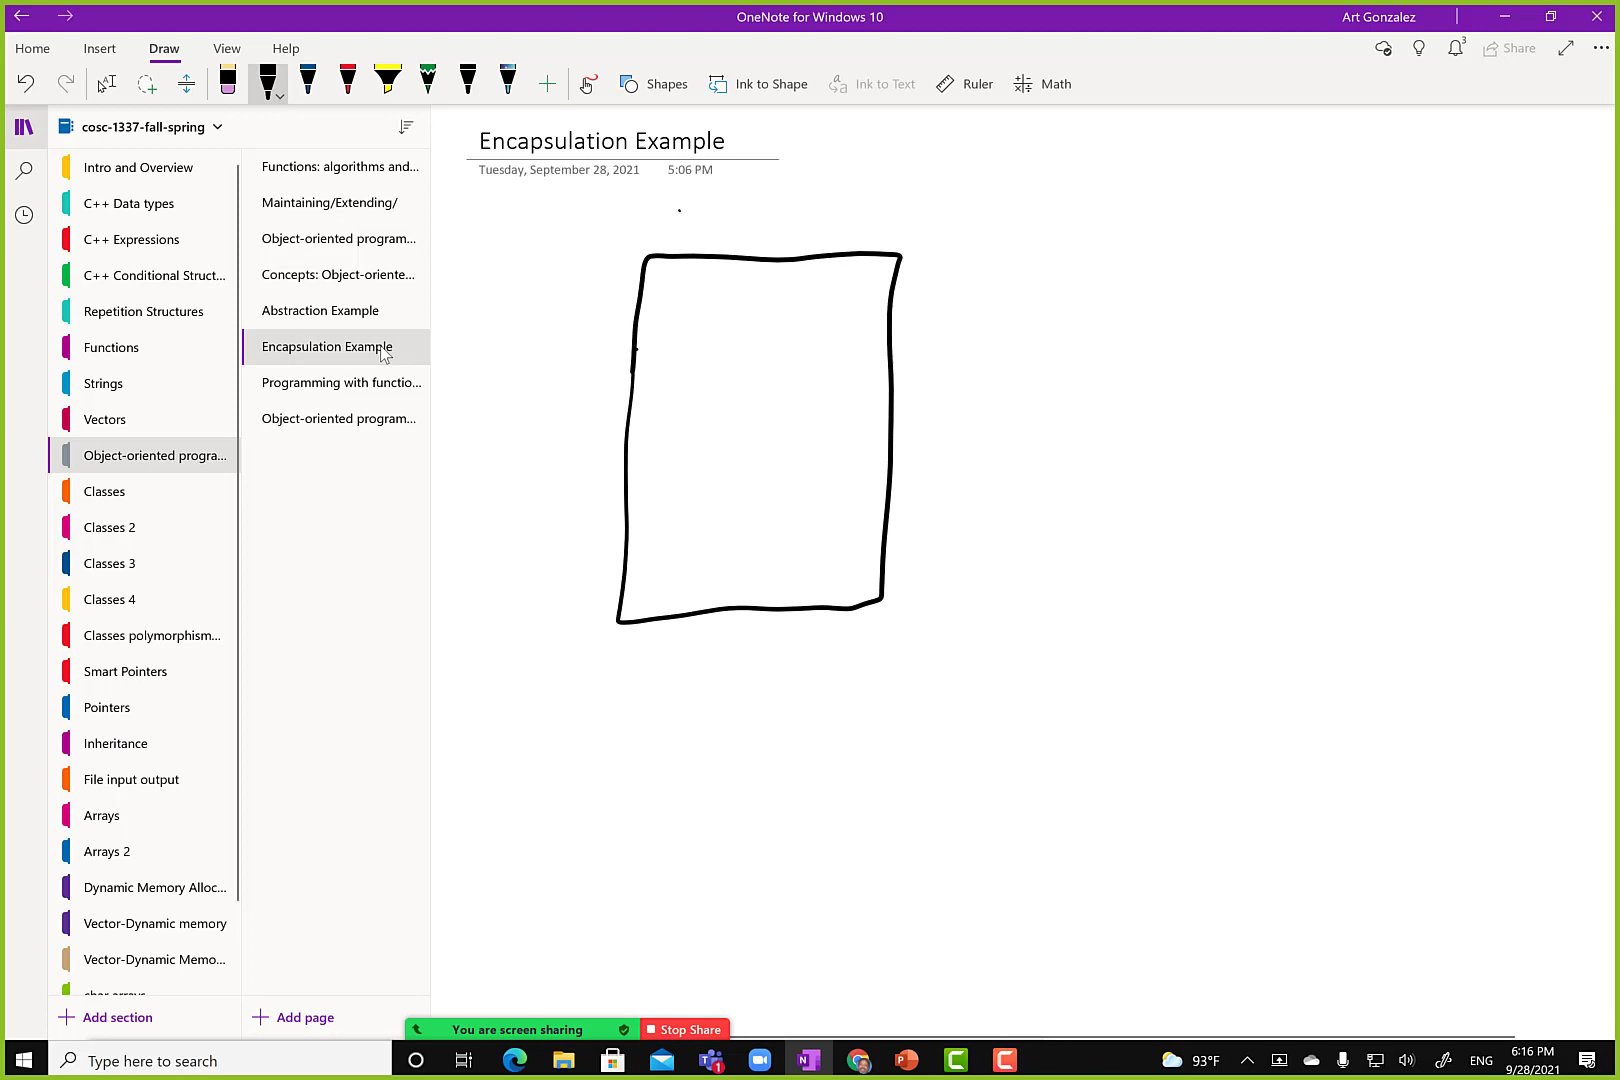 OneNote for Windows 10
Art Gonzalez
Home
Insert
Draw
View
Help
3
Share
Shapes
Ink to Shape
Ink to Text
Ruler
Math
cosc-1337-fall-spring
Intro and Overview
C++ Data types
C++ Expressions
C++ Conditional Struct...
Repetition Structures
Functions
Strings
Vectors
Object-oriented progra...
Classes
Classes 2
Classes 3
Classes 4
Classes polymorphism...
Smart Pointers
Pointers
Inheritance
File input output
Arrays
Arrays 2
Dynamic Memory Alloc...
Vector-Dynamic memory
Vector-Dynamic Memo...
char arrays
Add section
Functions: algorithms and...
Maintaining/Extending/
Object-oriented program...
Concepts: Object-oriente...
Abstraction Example
Encapsulation Example
Programming with functio...
Object-oriented program...
Add page
Encapsulation Example
Tuesday, September 28, 2021 5:06 PM
You are screen sharing
Stop Share
Type here to search
1
93°F
ENG
6:16 PM
9/28/2021